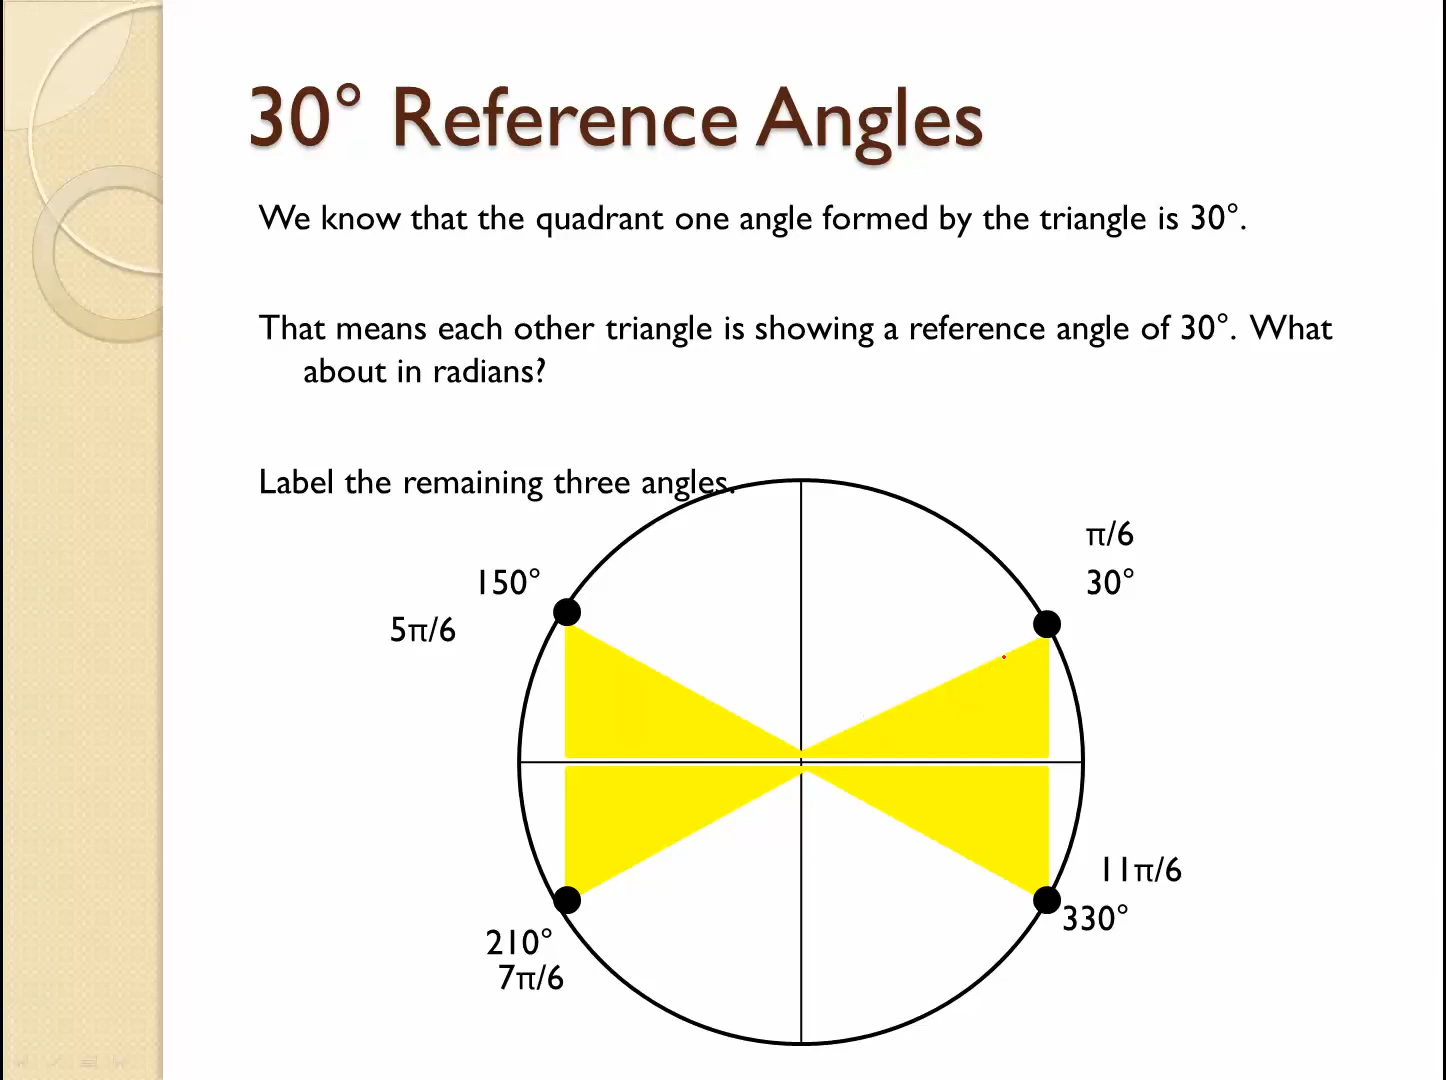 30° Reference Angles
We know that the quadrant one angle formed by the triangle is 30°.
That means each other triangle is showing a reference angle of 30°. What
about in radians?
Label the remaining three angles.
π/6
150°
30°
5π/6
11π/6
330°
210°
7π/6